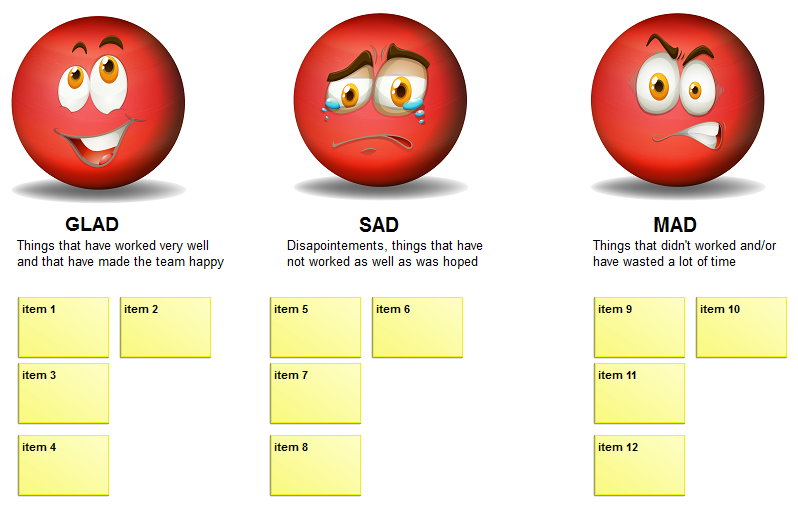 GLAD
Things that have worked very well
and that have made the team happy
item 1
item 2
item 3
item 4
SAD
Disapointements, things that have
not worked as well as was hoped
item 5
item 6
item 7
item 8
MAD
Things that didn't worked and/or
have wasted a lot of time
item 9
item 10
item 11
item 12